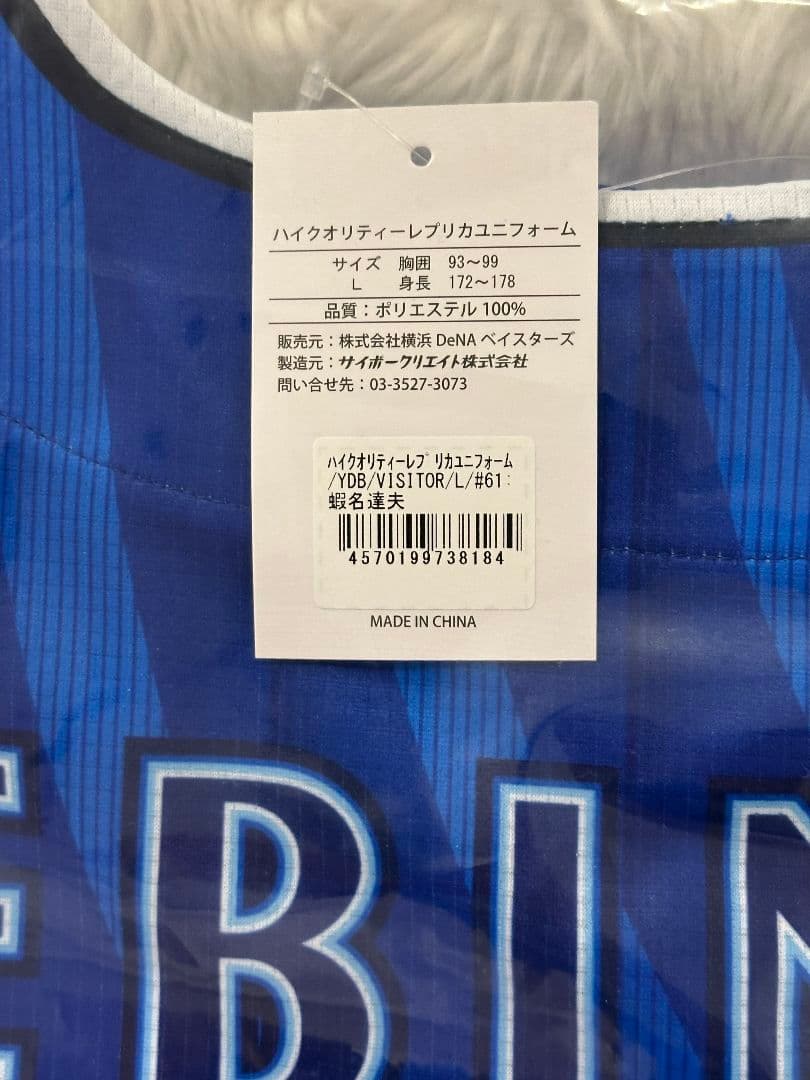 ハイクオリティーレプリカユニフォーム
サイズ 胸囲 93〜99
L 身長 172〜178
品質：ポリエステル 100%
販売元：株式会社横浜 DeNA ベイスターズ
製造元：サイボークリエイト株式会社
問い合せ先：03-3527-3073
ﾊｲｸｵﾘﾃｨｰﾚﾌﾟﾘｶﾕﾆﾌｫｰﾑ
/YDB/VISITOR/L/#61:
蝦名達夫
4570199738184
MADE IN CHINA
EBIN